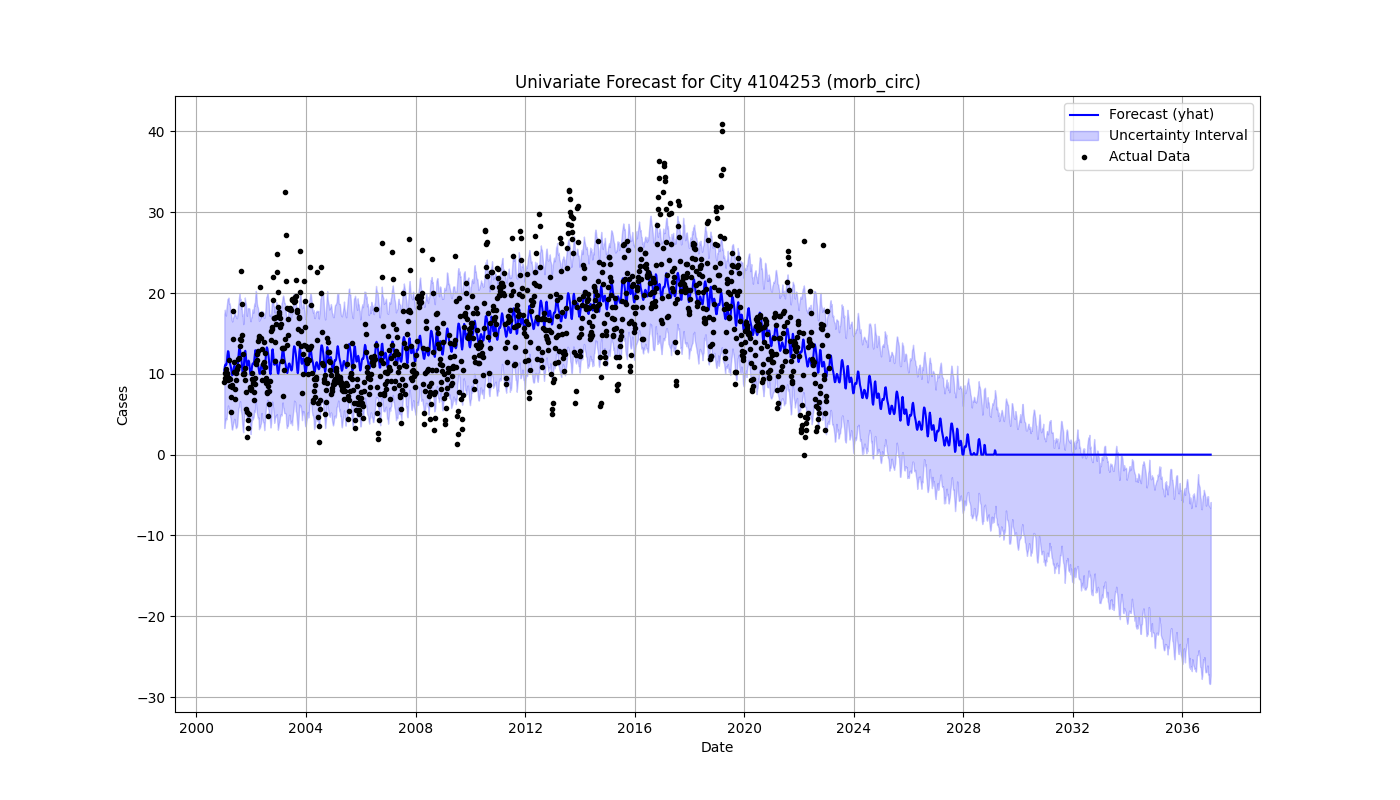 Univariate Forecast for City 4104253 (morb_circ)
Forecast (yhat)
Uncertainty Interval
Actual Data
Cases
40
30
20
10
0
−10
−20
−30
2000 2004 2008 2012 2016 2020 2024 2028 2032 2036
Date